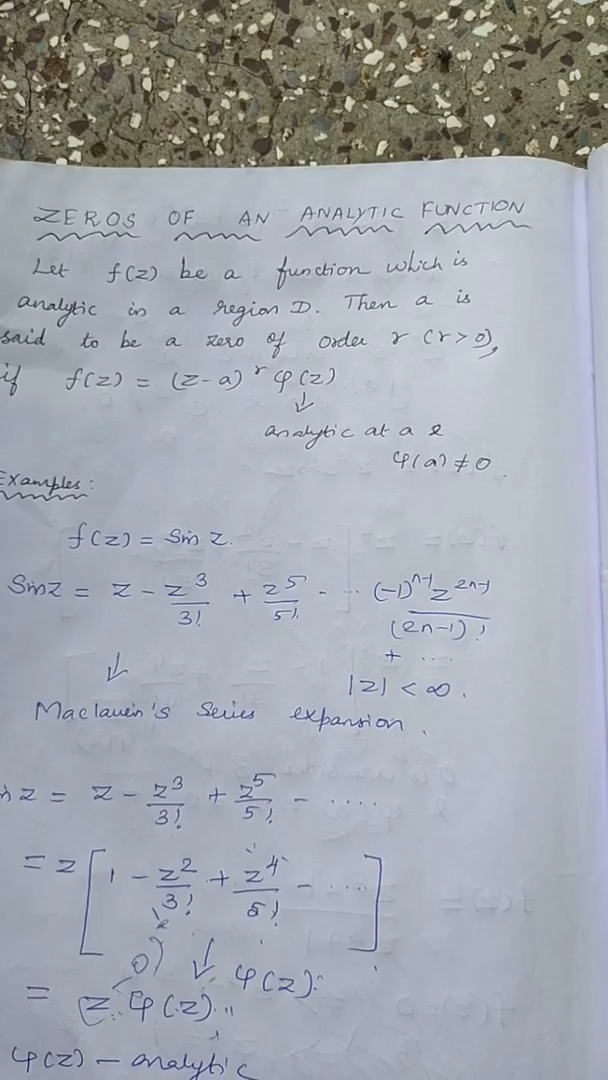 ZEROS OF AN ANALYTIC FUNCTION
Let f(z) be a function which is
analytic in a region D. Then a is
said to be a zero of order r (r>0),
if f(z) = (z-a)^r φ(z)
↓
analytic at a &
φ(a) ≠ 0.
Examples:
f(z) = Sin z.
Sinz = z - z^3/3! + z^5/5! - ... (-1)^{n-1} z^{2n-1}/(2n-1)!
+ ....
|z| < ∞.
↓
Maclaurin's Series expansion.
z = z - z^3/3! + z^5/5! - ....
= z [1 - z^2/3! + z^4/5! - ....]
↓ φ(z).
= z φ(z)
φ(z) - analytic